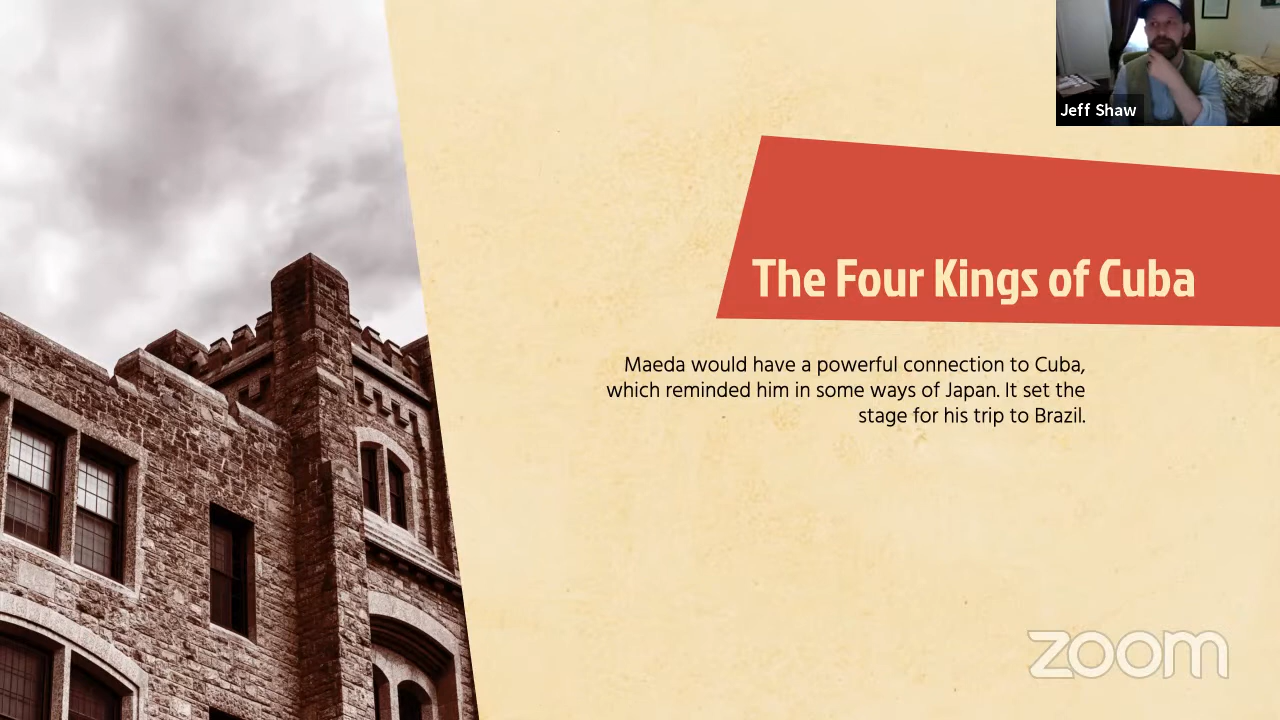 Jeff Shaw
The Four Kings of Cuba
Maeda would have a powerful connection to Cuba,
which reminded him in some ways of Japan. It set the
stage for his trip to Brazil.
zoom